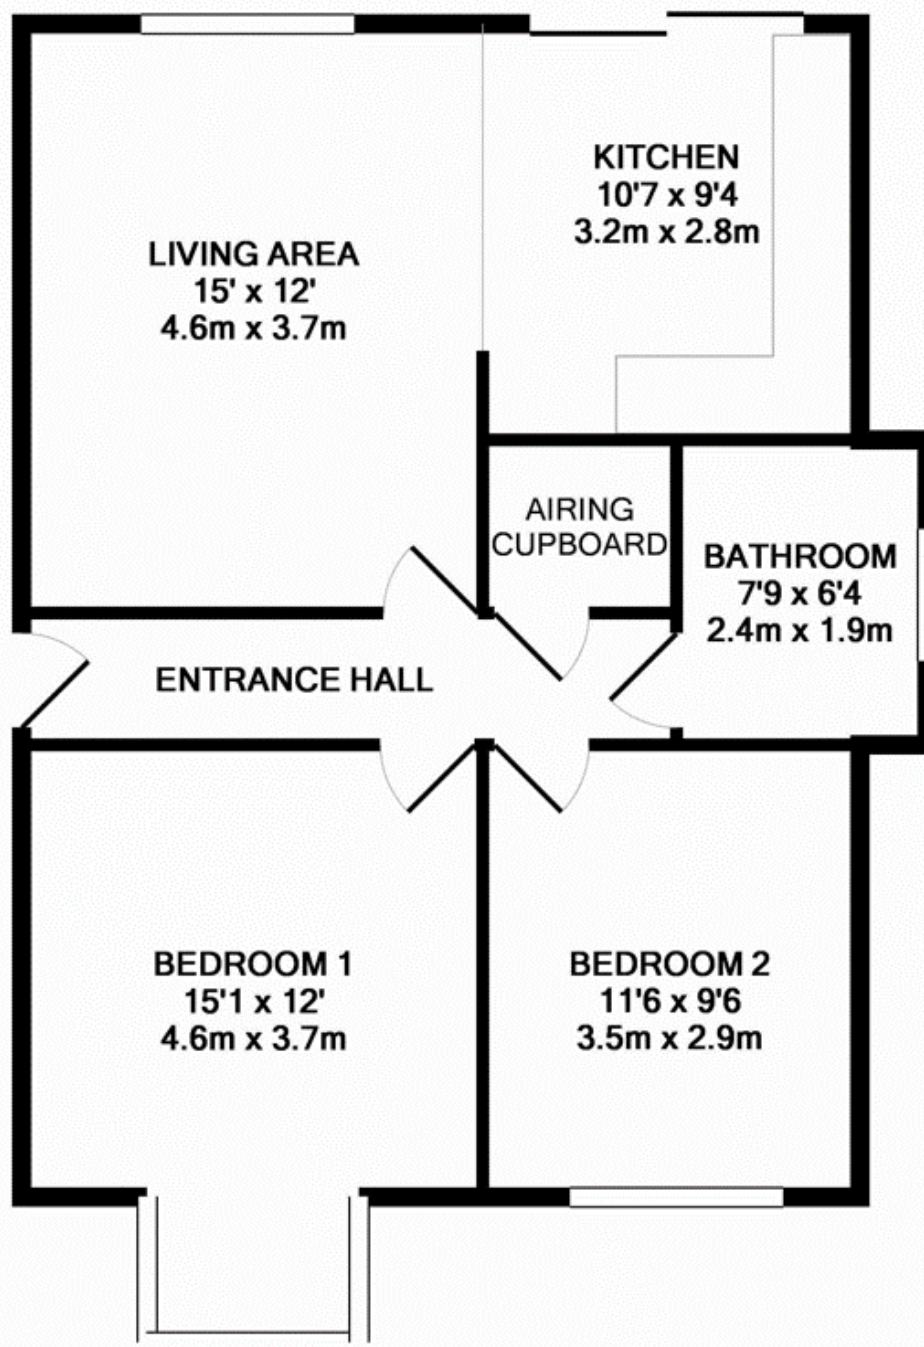 KITCHEN
10'7 x 9'4
3.2m x 2.8m
LIVING AREA
15' x 12'
4.6m x 3.7m
AIRING
CUPBOARD
BATHROOM
7'9 x 6'4
2.4m x 1.9m
ENTRANCE HALL
BEDROOM 1
15'1 x 12'
4.6m x 3.7m
BEDROOM 2
11'6 x 9'6
3.5m x 2.9m